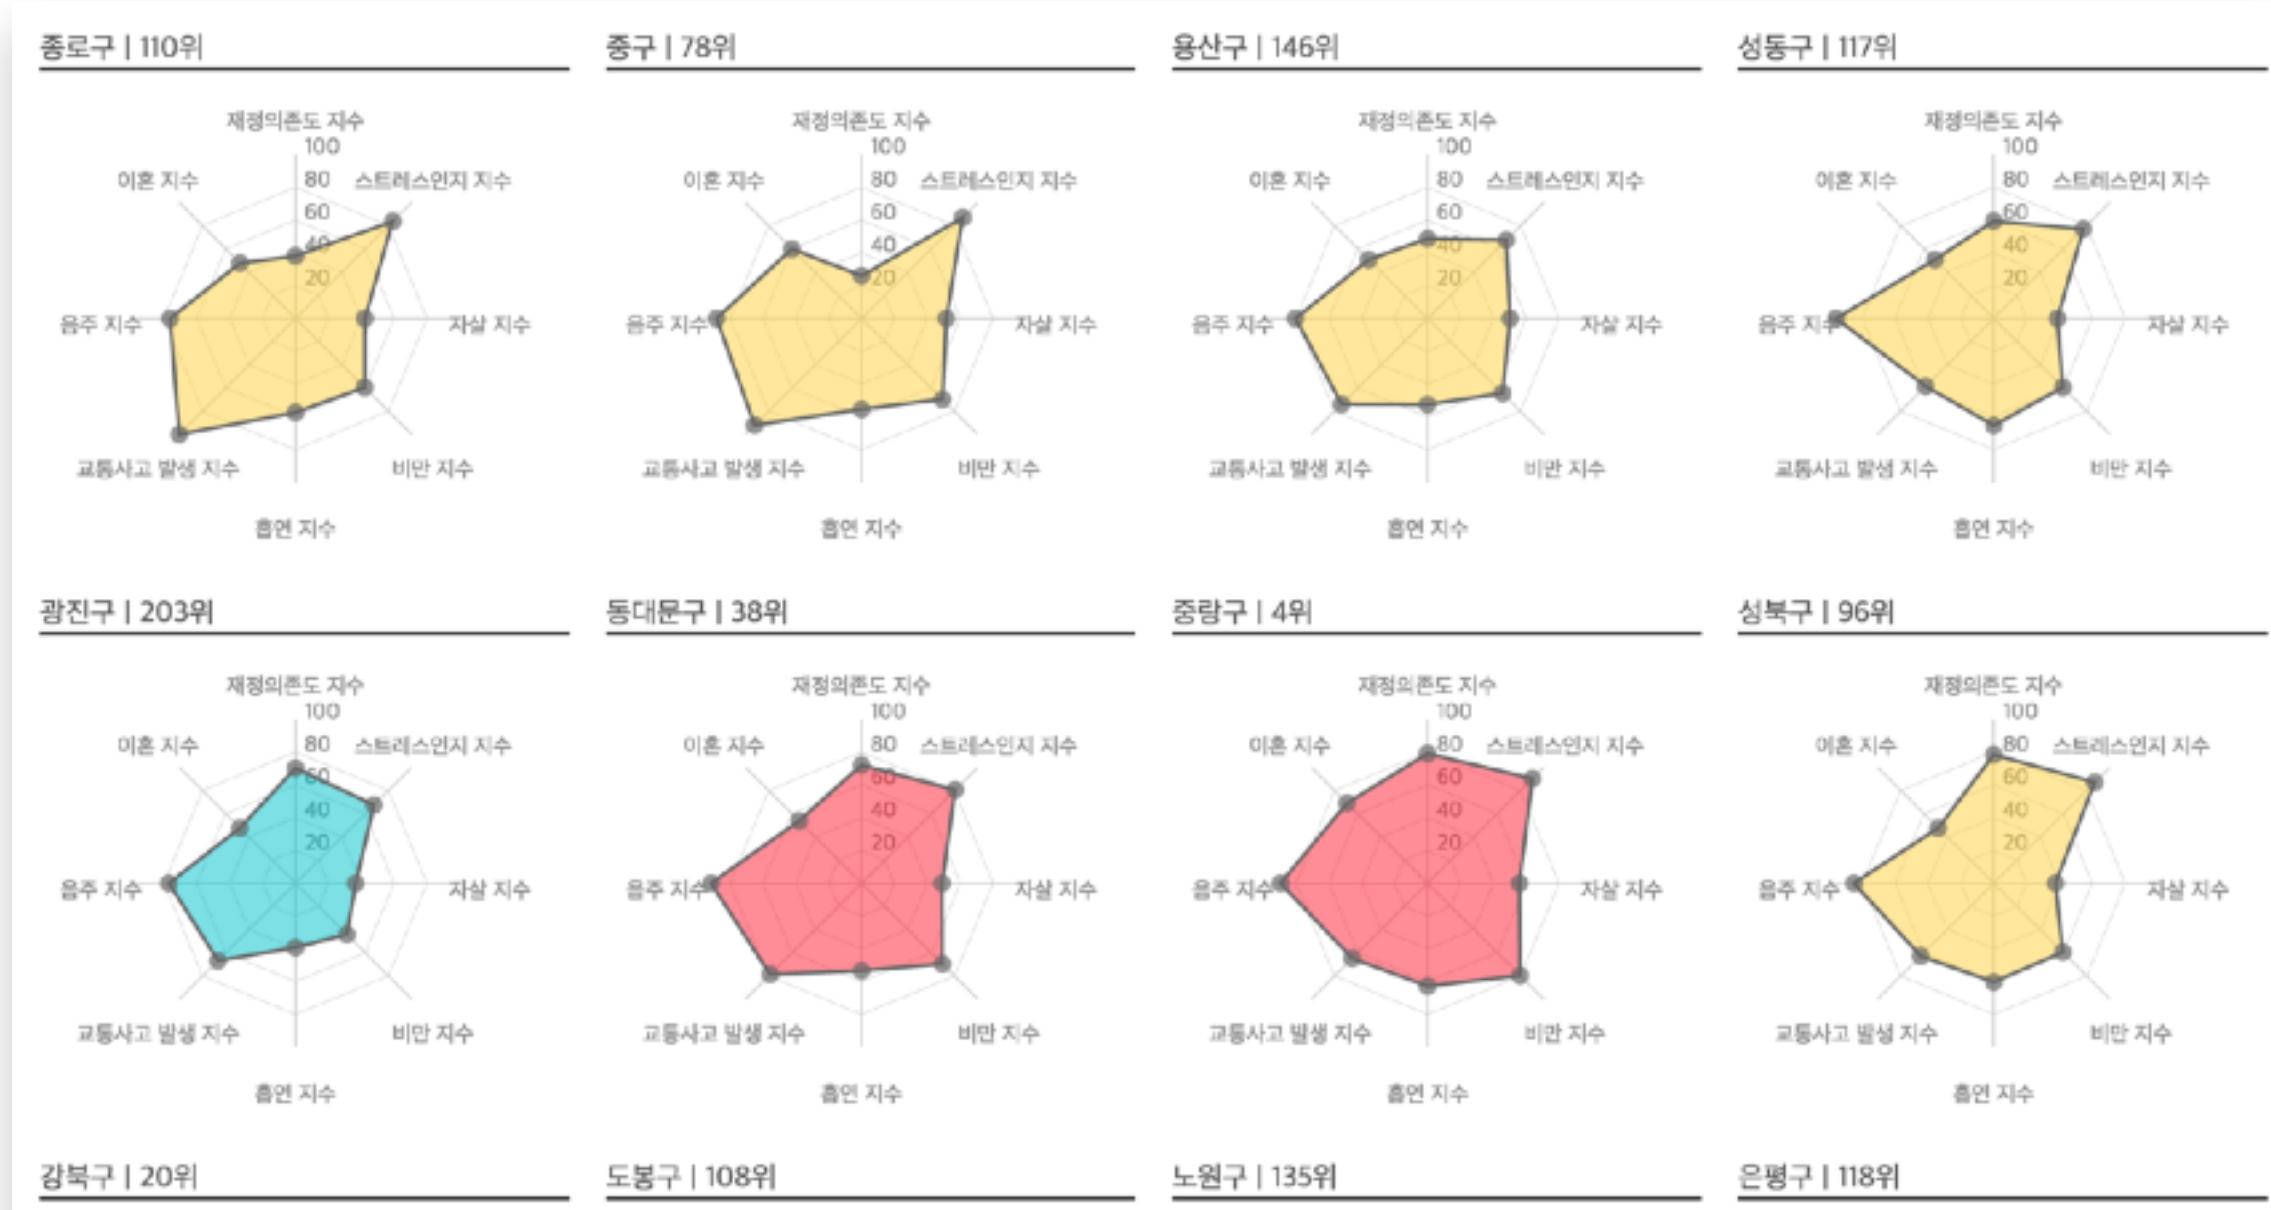 종로구 | 110위
재정의존도 지수
100
이혼 지수
80
스트레스인지 지수
60
40
20
음주 지수
자살 지수
교통사고 발생 지수
비만 지수
흡연 지수
중구 | 78위
재정의존도 지수
100
이혼 지수
80
스트레스인지 지수
60
40
20
음주 지수
자살 지수
교통사고 발생 지수
비만 지수
흡연 지수
용산구 | 146위
재정의존도 지수
100
이혼 지수
80
스트레스인지 지수
60
40
20
음주 지수
자살 지수
교통사고 발생 지수
비만 지수
흡연 지수
성동구 | 117위
재정의존도 지수
100
이혼 지수
80
스트레스인지 지수
60
40
20
음주 지수
자살 지수
교통사고 발생 지수
비만 지수
흡연 지수
광진구 | 203위
재정의존도 지수
100
이혼 지수
80
스트레스인지 지수
60
40
20
음주 지수
자살 지수
교통사고 발생 지수
비만 지수
흡연 지수
동대문구 | 38위
재정의존도 지수
100
이혼 지수
80
스트레스인지 지수
60
40
20
음주 지수
자살 지수
교통사고 발생 지수
비만 지수
흡연 지수
중랑구 | 4위
재정의존도 지수
100
이혼 지수
80
스트레스인지 지수
60
40
20
음주 지수
자살 지수
교통사고 발생 지수
비만 지수
흡연 지수
성북구 | 96위
재정의존도 지수
100
이혼 지수
80
스트레스인지 지수
60
40
20
음주 지수
자살 지수
교통사고 발생 지수
비만 지수
흡연 지수
강북구 | 20위
도봉구 | 108위
노원구 | 135위
은평구 | 118위